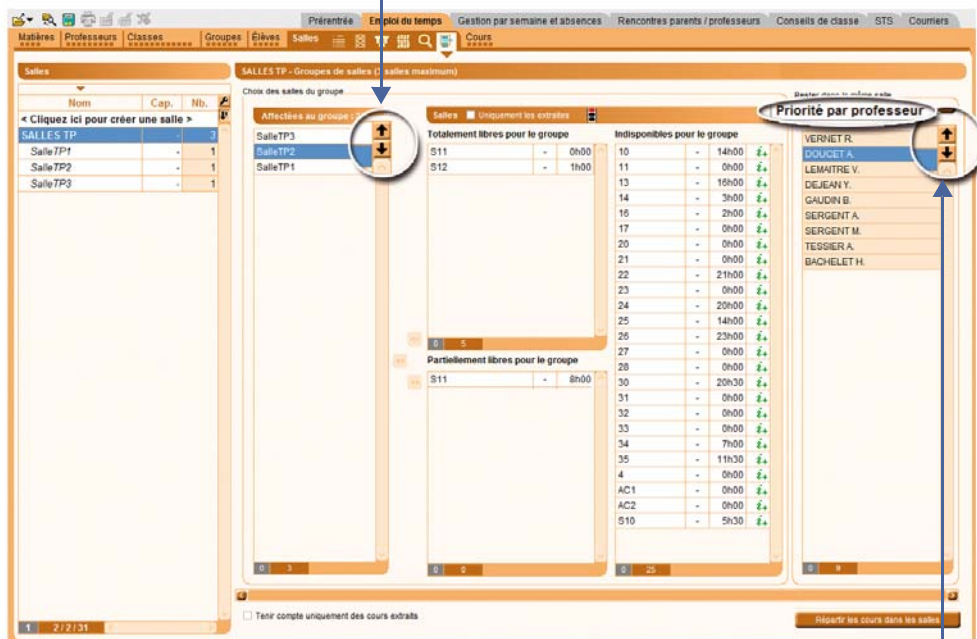 Prérentrée Emploi du temps Gestion par semaine et absences Rencontres parents / professeurs Conseils de classe STS Courriers
Matières Professeurs Classes Groupes Élèves Salles Cours
Salles
SALLES TP - Groupes de salles (3 salles maximum)
Choix des salles du groupe
Rester dans la même salle
Nom Cap. Nb.
< Cliquez ici pour créer une salle >
SALLES TP - 3
SalleTP1 - 1
SalleTP2 - 1
SalleTP3 - 1
Affectées au groupe :
SalleTP3
SalleTP2
SalleTP1
0 3
Salles Uniquement les extraites
Totalement libres pour le groupe
S11 - 0h00
S12 - 1h00
0 5
Partiellement libres pour le groupe
S11 - 8h00
0 0
Indisponibles pour le groupe
10 - 14h00
11 - 0h00
13 - 16h00
14 - 3h00
16 - 2h00
17 - 0h00
20 - 0h00
21 - 0h00
22 - 21h00
23 - 0h00
24 - 20h00
25 - 14h00
26 - 23h00
27 - 0h00
28 - 0h00
30 - 20h30
31 - 0h00
32 - 0h00
33 - 0h00
34 - 7h00
35 - 11h30
4 - 0h00
AC1 - 0h00
AC2 - 0h00
S10 - 5h30
0 25
Priorité par professeur
VERNET R.
DOUCET A.
LEMAITRE V.
DEJEAN Y.
GAUDIN B.
SERGENT A.
SERGENT M.
TESSIER A.
BACHELET H.
0 9
Tenir compte uniquement des cours extraits
Répartir les cours dans les salles
1 2/2/31